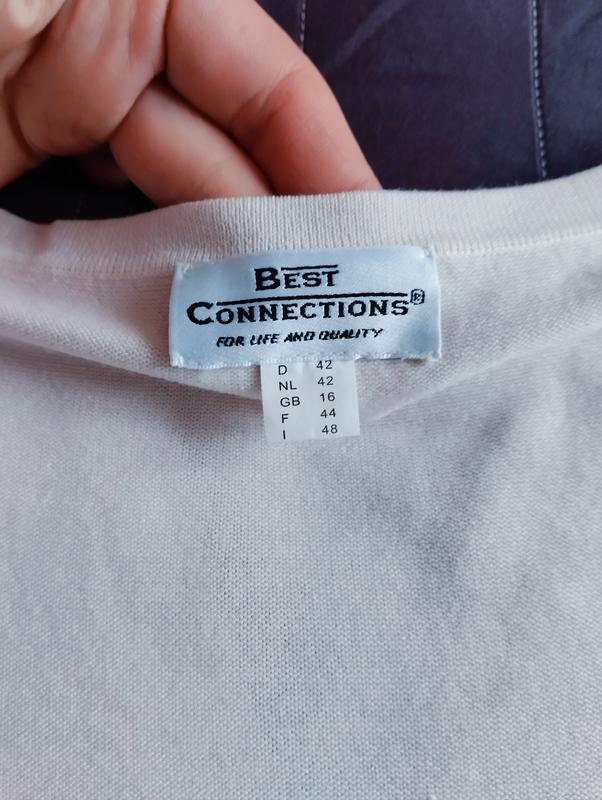 BEST
CONNECTIONS®
FOR LIFE AND QUALITY
D 42
NL 42
GB 16
F 44
I 48